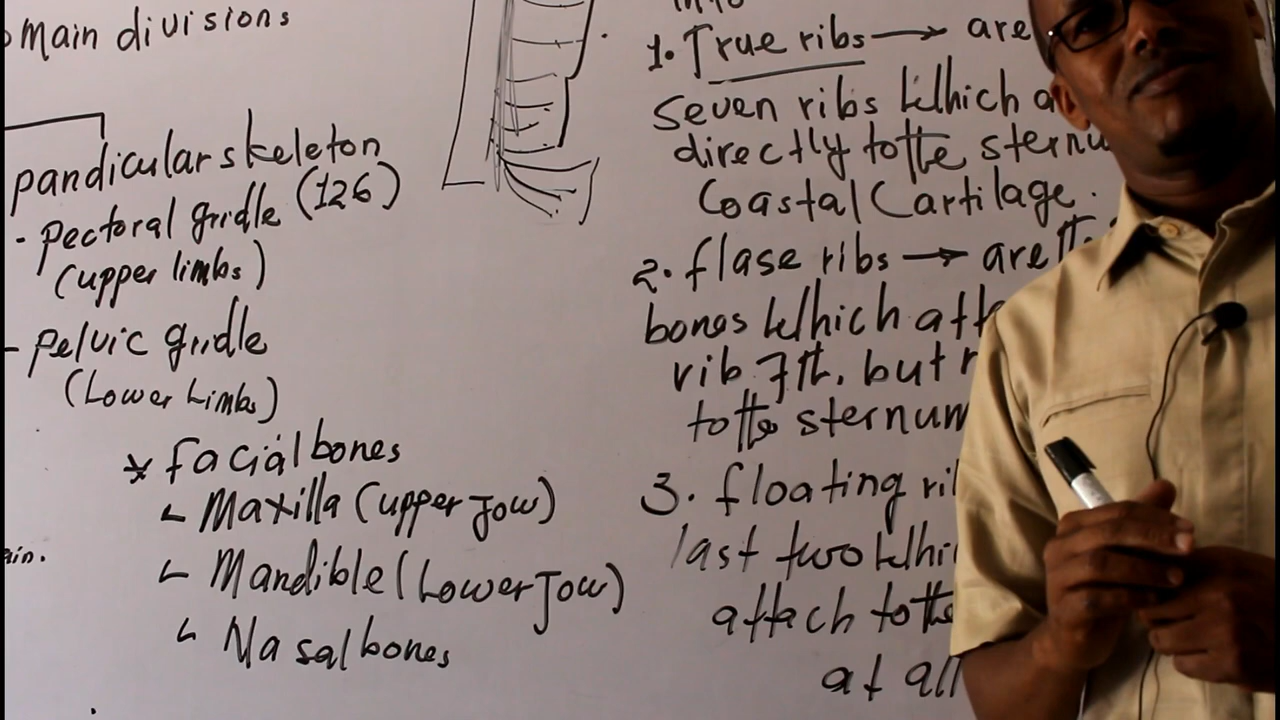 main divisions
pandicular skeleton
(126)
- Pectoral gridle
(upper limbs)
- Pelvic gridle
(Lower Limbs)
* facial bones
- Maxilla (upper Jow)
- Mandible (Lower Jow)
- Nasal bones
ain.
into
1. True ribs → are
Seven ribs Which a
directly to the sternu
Coastal Cartilage.
2. flase ribs → are th
bones Which att
rib 7th. but n
to the sternum
3. floating ri
last two Whi
attach to the
at all